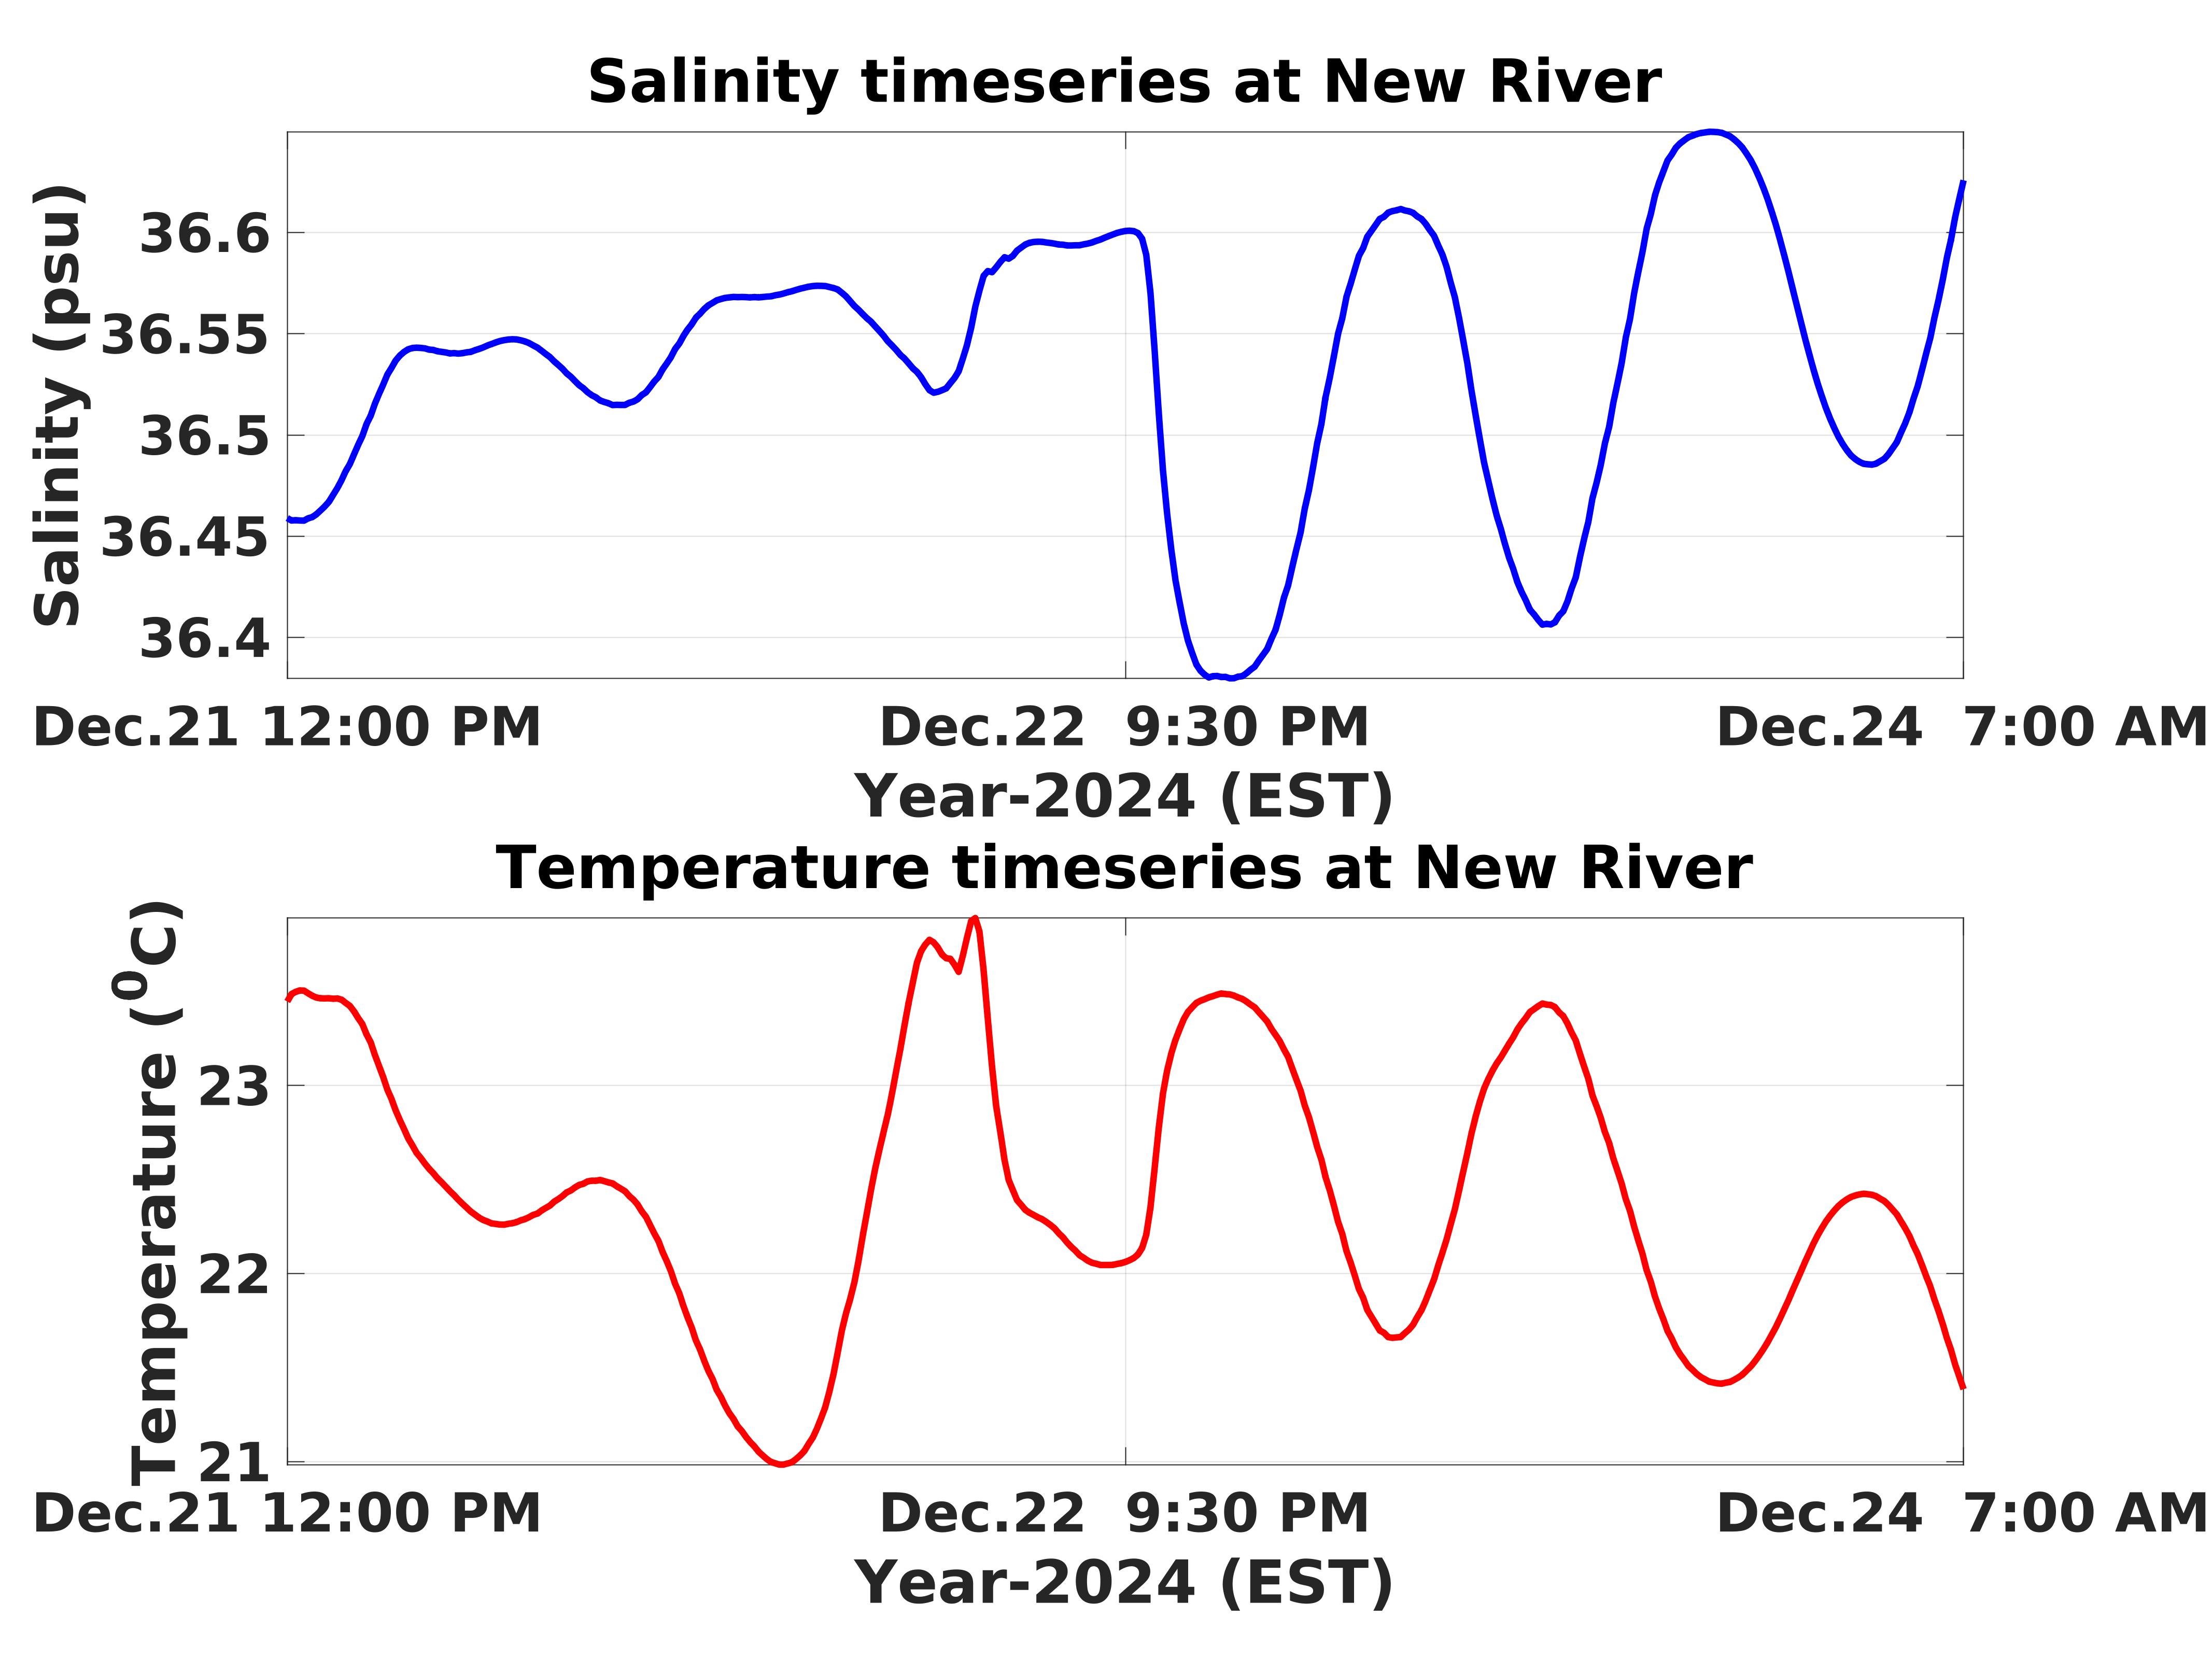 Salinity timeseries at New River
Salinity (psu)
36.6
36.55
36.5
36.45
36.4
Dec.21 12:00 PM Dec.22 9:30 PM Dec.24 7:00 AM
Year-2024 (EST)
Temperature timeseries at New River
Temperature (⁰C)
23
22
21
Dec.21 12:00 PM Dec.22 9:30 PM Dec.24 7:00 AM
Year-2024 (EST)